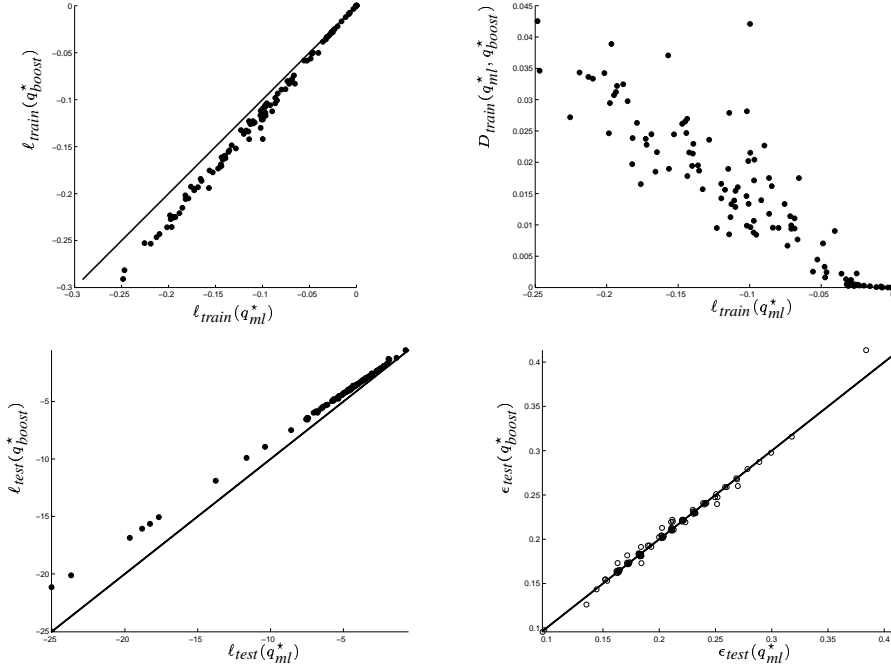 0
−0.05
−0.1
−0.15
−0.2
−0.25
−0.3
−0.3 −0.25 −0.2 −0.15 −0.1 −0.05 0
ℓtrain(q⋆boost)
ℓtrain(q⋆ml)
0.045
0.04
0.035
0.03
0.025
0.02
0.015
0.01
0.005
0
−0.25 −0.2 −0.15 −0.1 −0.05
Dtrain(q⋆ml, q⋆boost)
ℓtrain(q⋆ml)
−5
−10
−15
−20
−25
−25 −20 −15 −10 −5
ℓtest(q⋆boost)
ℓtest(q⋆ml)
0.4
0.35
0.3
0.25
0.2
0.15
0.1
0.1 0.15 0.2 0.25 0.3 0.35 0.4
ϵtest(q⋆boost)
ϵtest(q⋆ml)